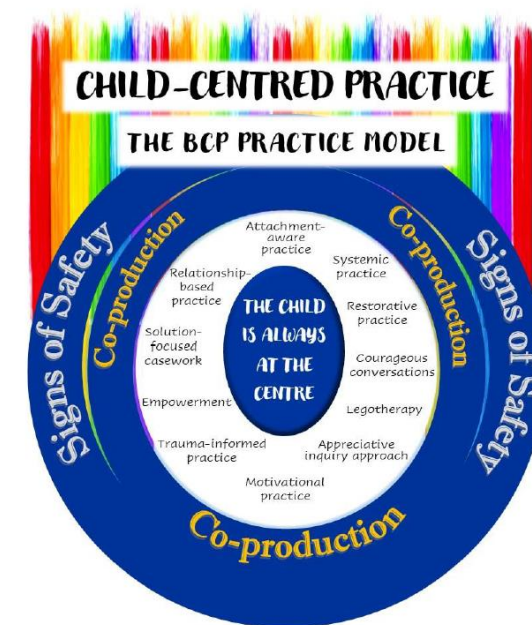 CHILD-CENTRED PRACTICE
THE BCP PRACTICE MODEL
Signs of Safety
Co-production
Co-production
Signs of Safety
Attachment-
aware
practice
Systemic
practice
Relationship-
based
practice
Restorative
practice
Solution-
focused
casework
THE CHILD
IS ALWAYS
AT THE
CENTRE
Courageous
conversations
Empowerment
Legotherapy
Trauma-informed
practice
Appreciative
inquiry approach
Motivational
practice
Co-production